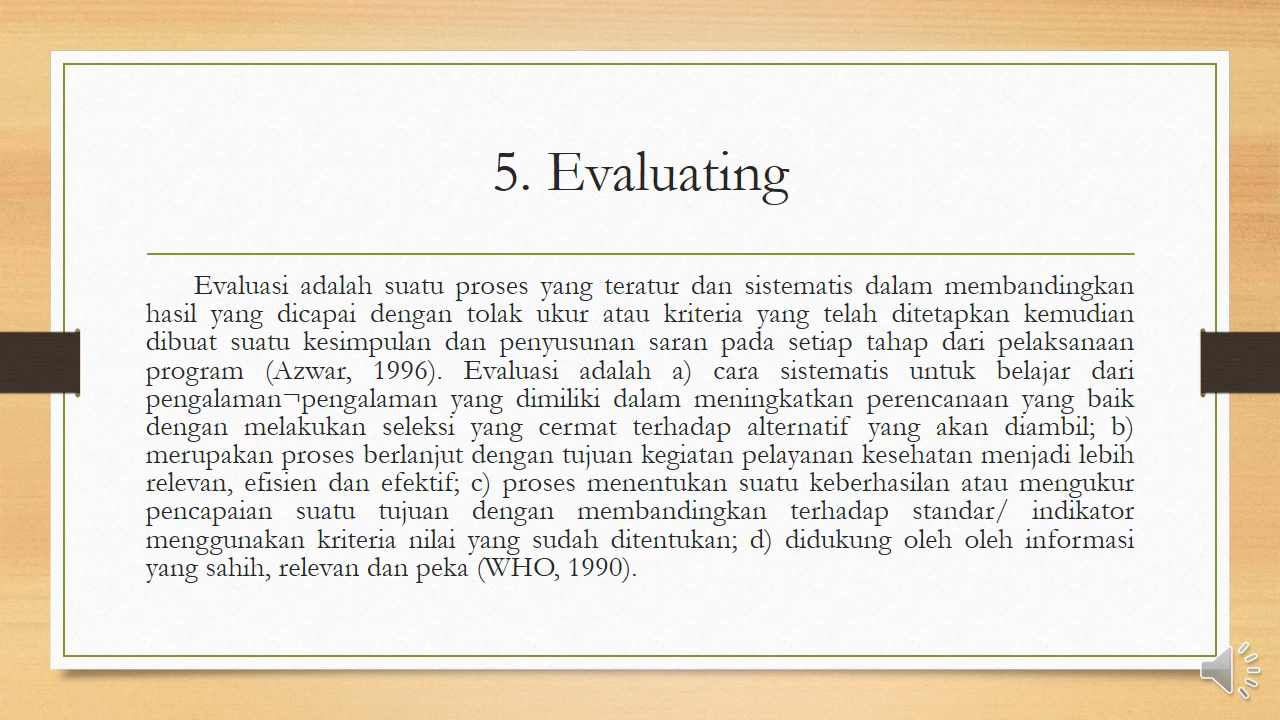 5. Evaluating
Evaluasi adalah suatu proses yang teratur dan sistematis dalam membandingkan
hasil yang dicapai dengan tolak ukur atau kriteria yang telah ditetapkan kemudian
dibuat suatu kesimpulan dan penyusunan saran pada setiap tahap dari pelaksanaan
program (Azwar, 1996). Evaluasi adalah a) cara sistematis untuk belajar dari
pengalaman¬pengalaman yang dimiliki dalam meningkatkan perencanaan yang baik
dengan melakukan seleksi yang cermat terhadap alternatif yang akan diambil; b)
merupakan proses berlanjut dengan tujuan kegiatan pelayanan kesehatan menjadi lebih
relevan, efisien dan efektif; c) proses menentukan suatu keberhasilan atau mengukur
pencapaian suatu tujuan dengan membandingkan terhadap standar/ indikator
menggunakan kriteria nilai yang sudah ditentukan; d) didukung oleh oleh informasi
yang sahih, relevan dan peka (WHO, 1990).